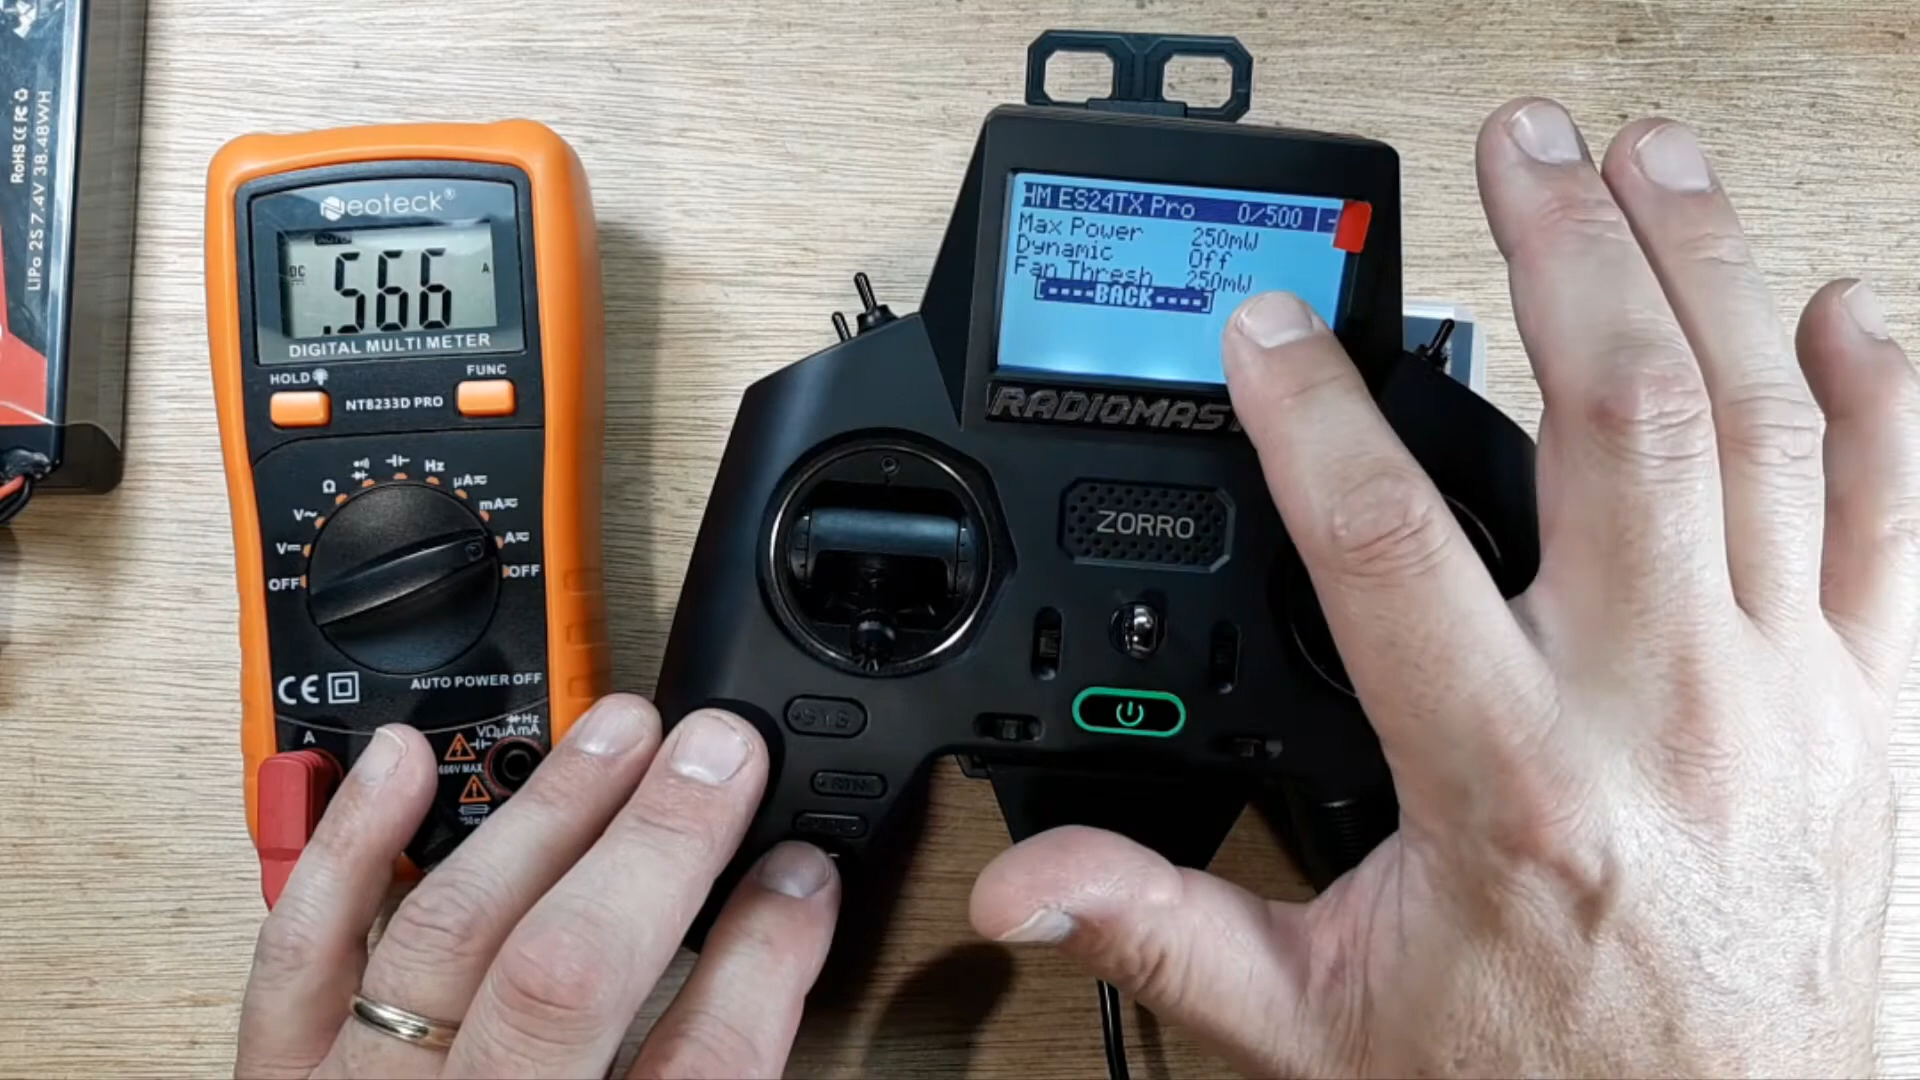 RoHS CE FC
LiPo 2S 7.4V 38.48WH
Neoteck®
DC
.566
A
DIGITAL MULTI METER
HOLD
FUNC
NT8233D PRO
Hz
Ω
µA
mA
V~
V
A
OFF
OFF
CE
AUTO POWER OFF
A
Hz
VΩµAmA
600V MAX
HM ES24TX Pro 0/500 | -
Max Power 250mW
Dynamic Off
Fan Thresh 250mW
[----BACK----]
RADIOMAST
ZORRO
SYS